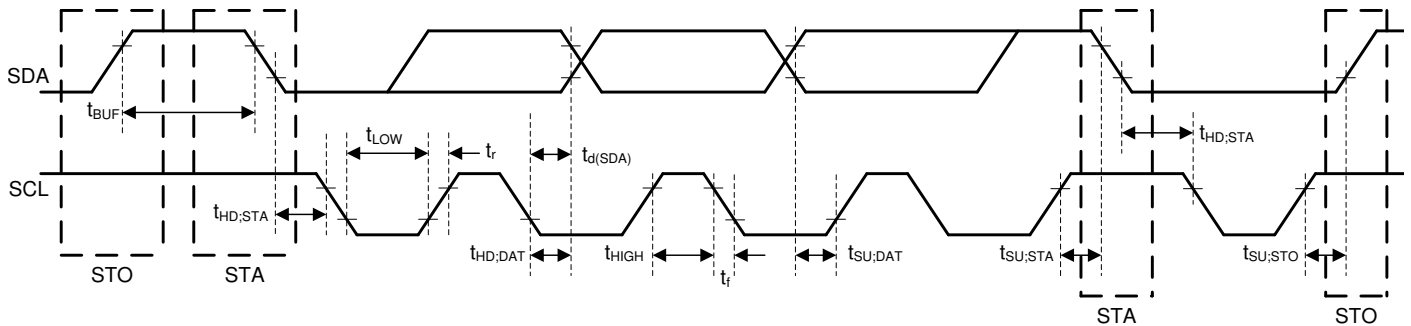 SDA
tBUF
tLOW
tr
td(SDA)
tHD;STA
SCL
tHD;STA
tHD;DAT
tHIGH
tf
tSU;DAT
tSU;STA
tSU;STO
STO
STA
STA
STO